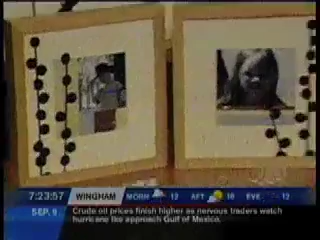 7:23:57 WINGHAM MORN 12 AFT 16 EVE 12
SEP. 9 Crude oil prices finish higher as nervous traders watch
hurricane Ike approach Gulf of Mexico.